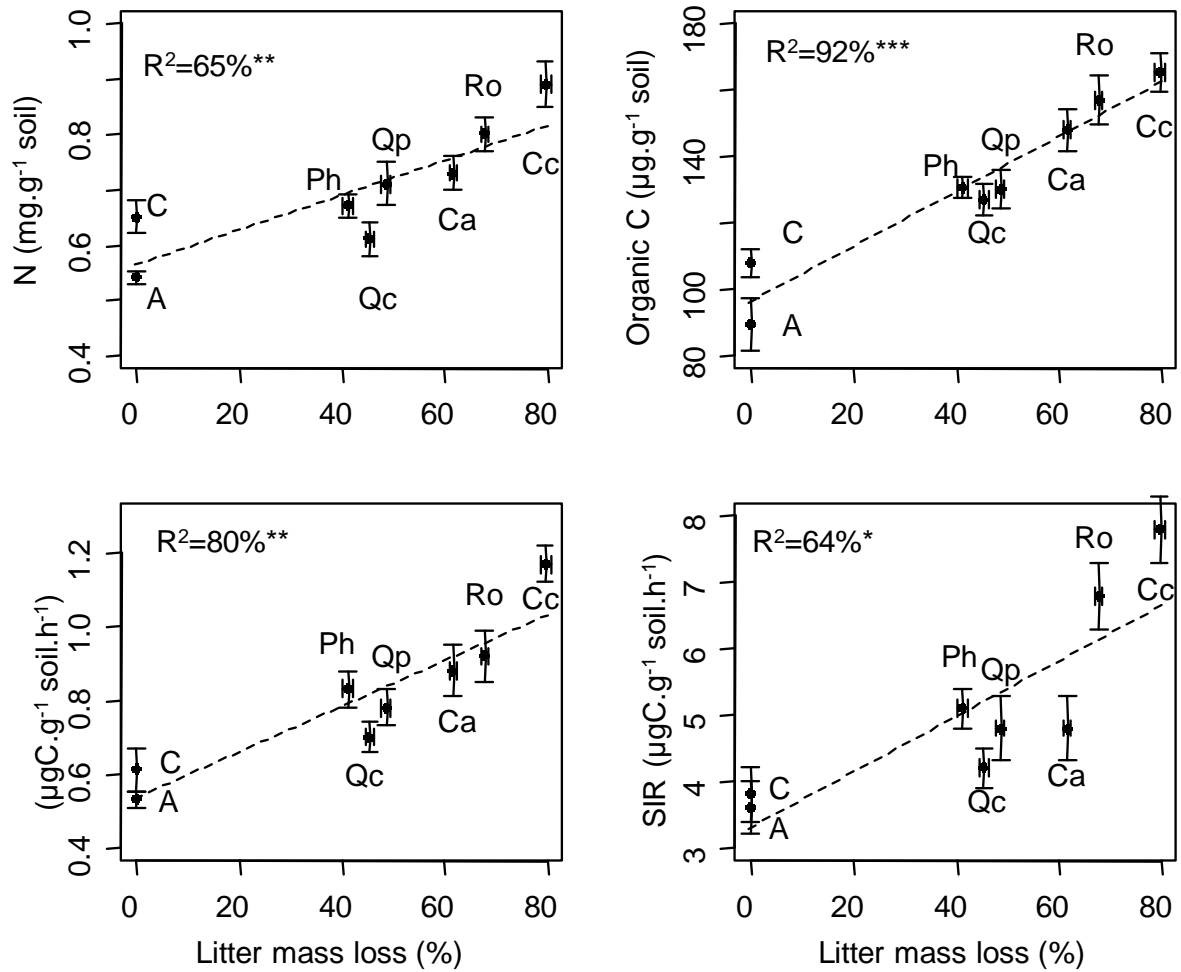 R²=65%**
N (mg.g⁻¹ soil)
1.0
0.8
0.6
0.4
0 20 40 60 80
C
A
Ph
Qc
Qp
Ca
Ro
Cc
R²=92%***
Organic C (µg.g⁻¹ soil)
180
140
100
80
0 20 40 60 80
C
A
Ph
Qc
Qp
Ca
Ro
Cc
R²=80%**
(µgC.g⁻¹ soil.h⁻¹)
1.2
1.0
0.8
0.6
0.4
0 20 40 60 80
Litter mass loss (%)
C
A
Ph
Qc
Qp
Ca
Ro
Cc
R²=64%*
SIR (µgC.g⁻¹ soil.h⁻¹)
8
7
6
5
4
3
0 20 40 60 80
Litter mass loss (%)
C
A
Ph
Qc
Qp
Ca
Ro
Cc